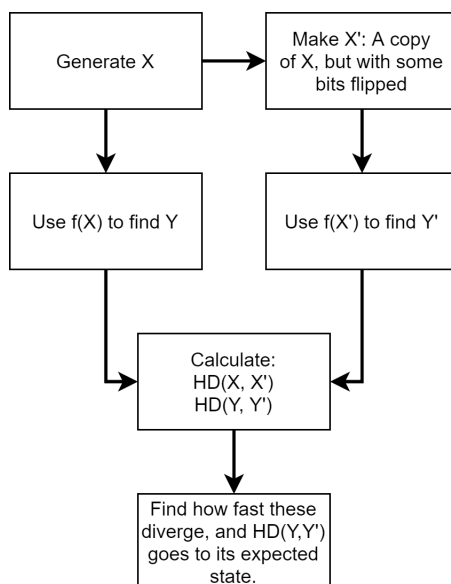 Generate X
Make X': A copy
of X, but with some
bits flipped
Use f(X) to find Y
Use f(X') to find Y'
Calculate:
HD(X, X')
HD(Y, Y')
Find how fast these
diverge, and HD(Y,Y')
goes to its expected
state.